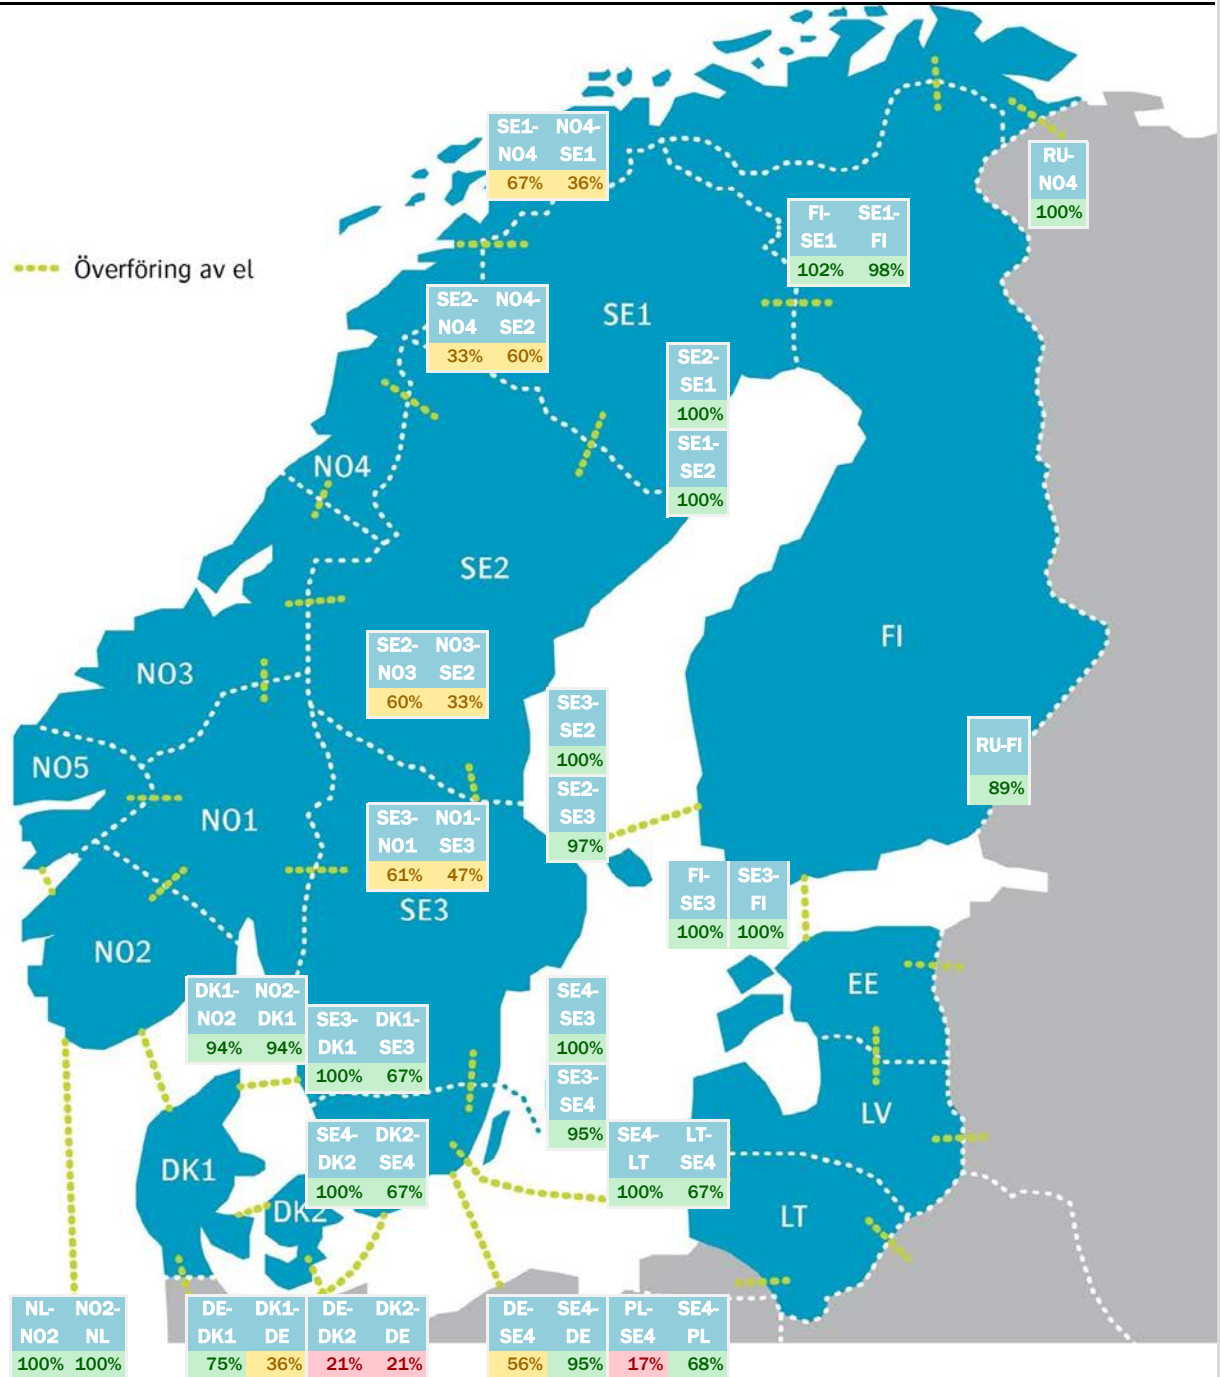 SE1- NO4-
NO4 SE1
67% 36%
RU-
NO4
100%
FI- SE1-
SE1 FI
102% 98%
Överföring av el
SE2- NO4-
NO4 SE2
33% 60%
SE1
SE2-
SE1
100%
SE1-
SE2
100%
NO4
SE2
FI
SE2- NO3-
NO3 SE2
60% 33%
NO3
SE3-
SE2
100%
SE2-
SE3
97%
RU-FI
89%
NO5
NO1
SE3- NO1-
NO1 SE3
61% 47%
SE3
FI- SE3-
SE3 FI
100% 100%
NO2
EE
DK1- NO2-
NO2 DK1
94% 94%
SE3- DK1-
DK1 SE3
100% 67%
SE4-
SE3
100%
SE3-
SE4
95%
LV
SE4- DK2-
DK2 SE4
100% 67%
SE4- LT-
LT SE4
100% 67%
DK1
DK2
LT
NL- NO2-
NO2 NL
100% 100%
DE- DK1-
DK1 DE
75% 36%
DE- DK2-
DK2 DE
21% 21%
DE- SE4-
SE4 DE
56% 95%
PL- SE4-
SE4 PL
17% 68%